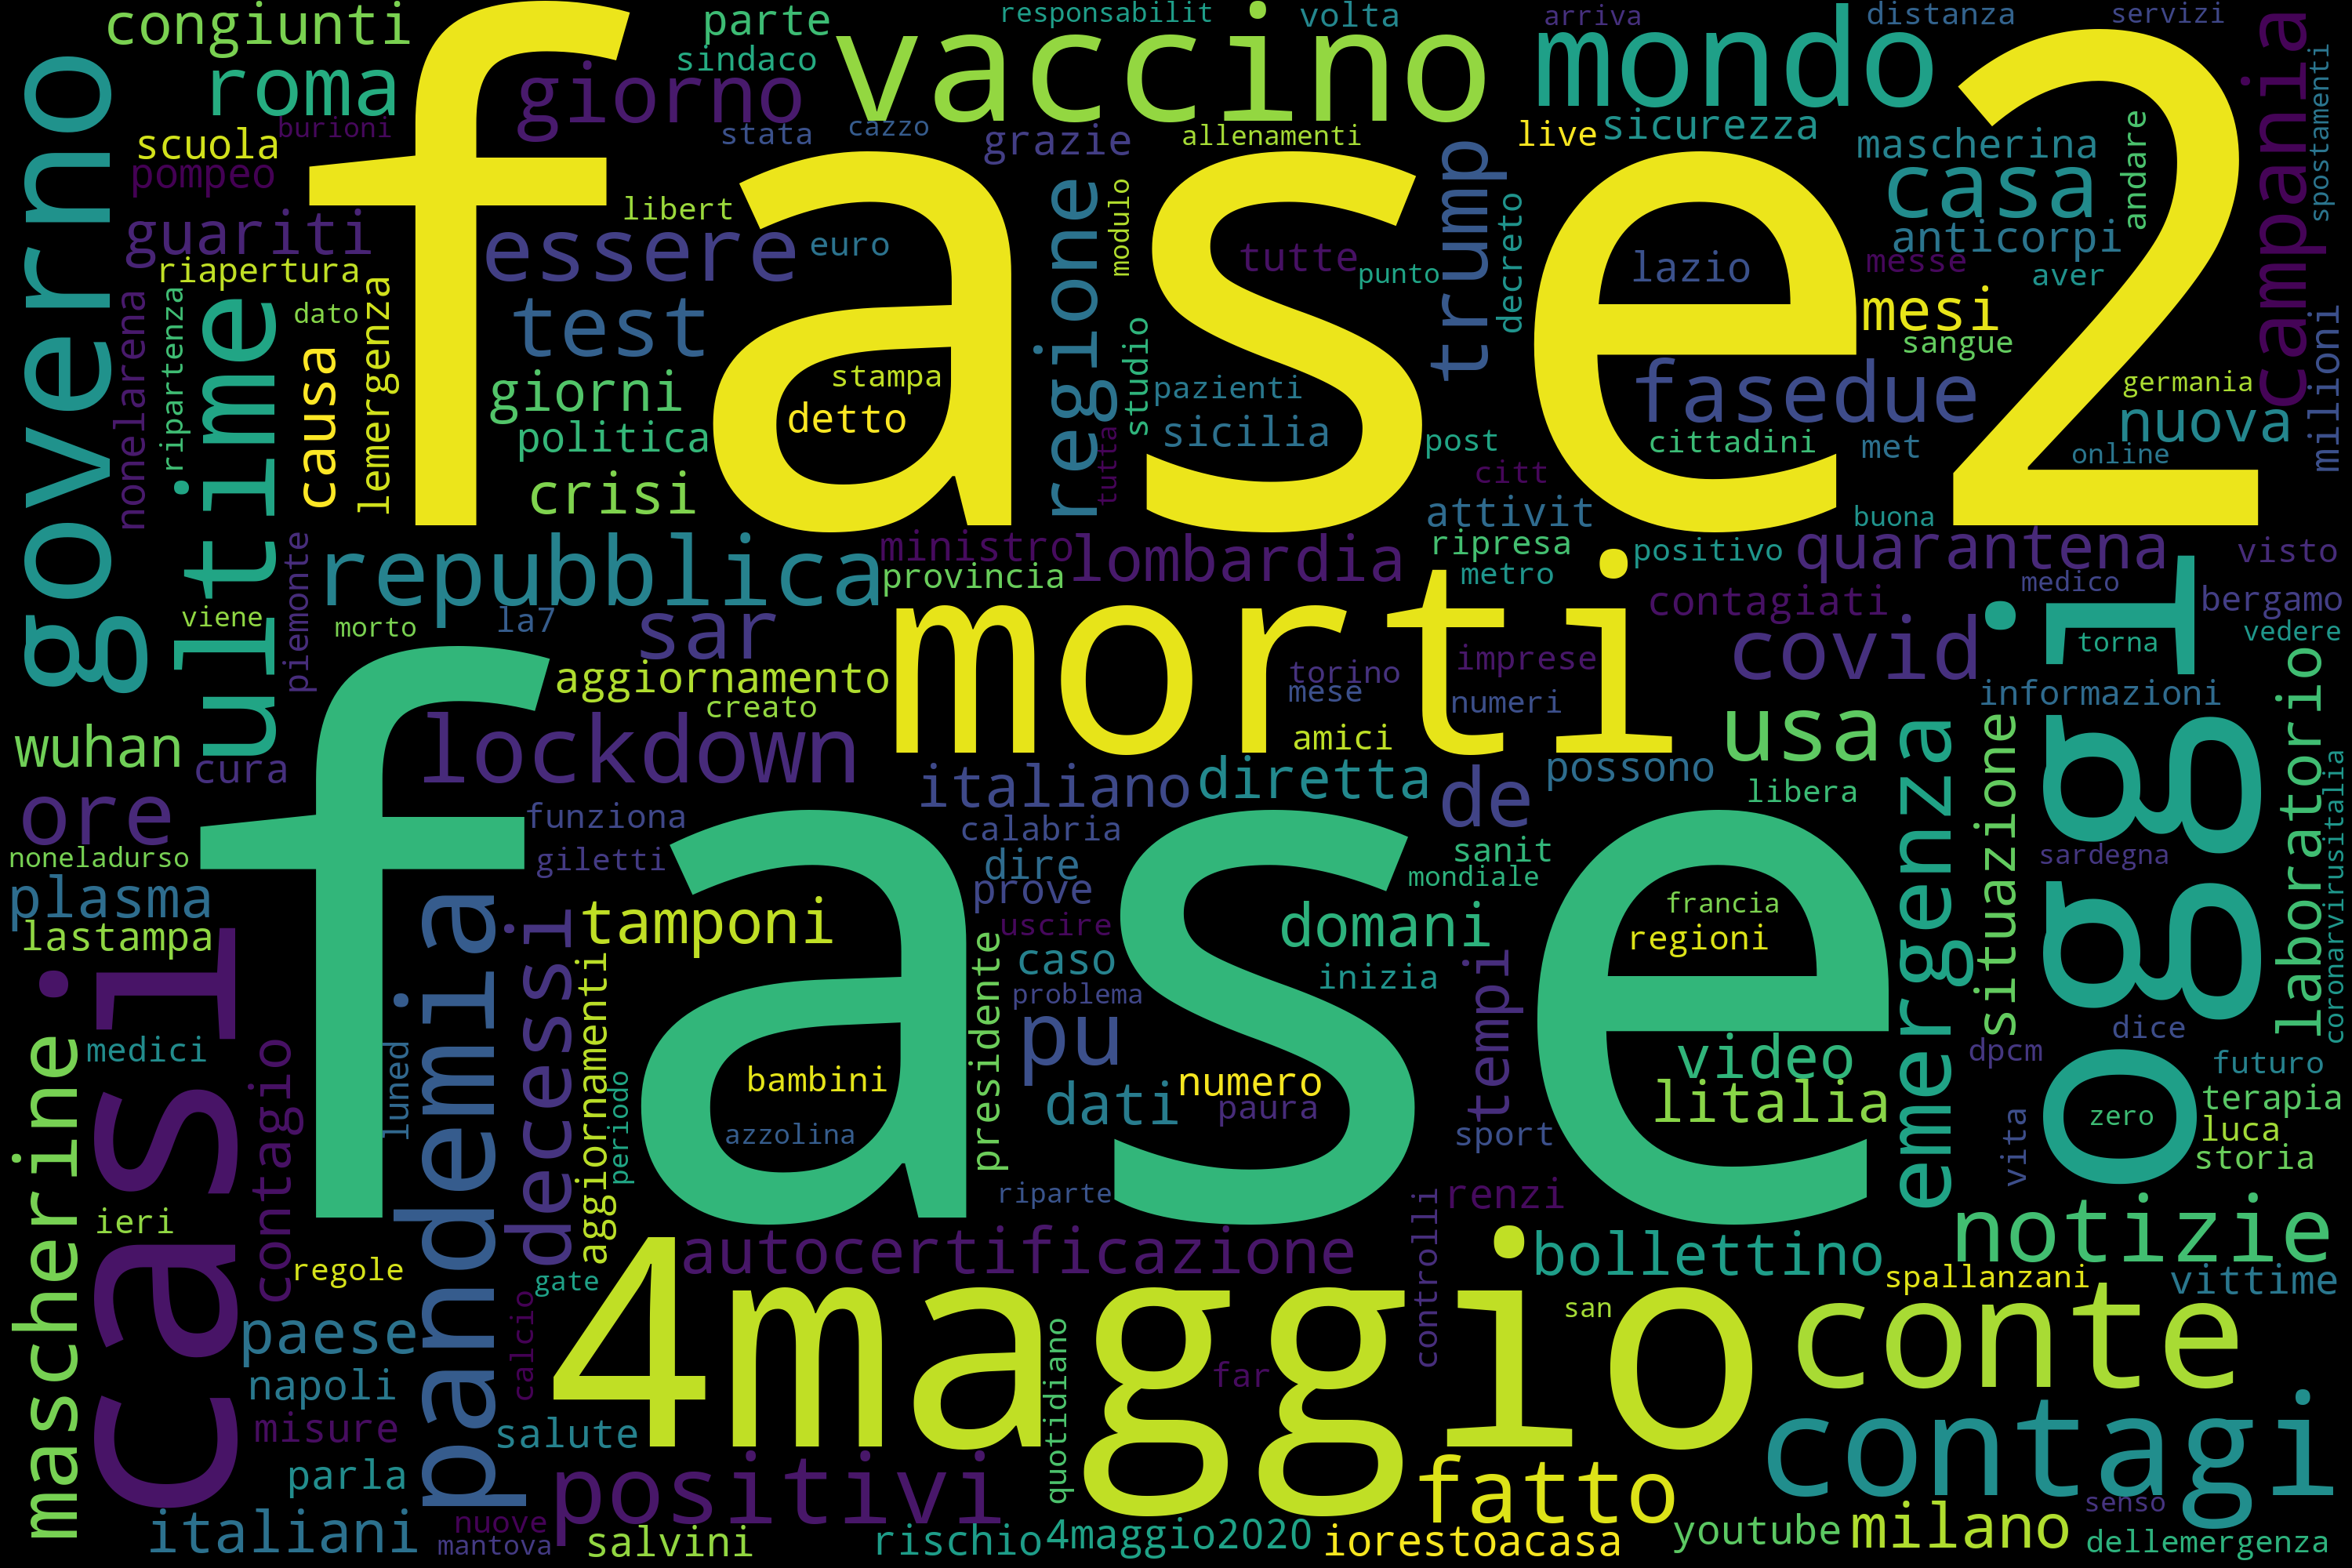 congiunti
parte
responsabilit
volta
arriva
distanza
servizi
sindaco
roma
giorno
vaccino
mondo
campania
governo
fase2
burioni
stata
cazzo
grazie
allenamenti
live
sicurezza
mascherina
andare
spostamenti
scuola
pompeo
libert
modulo
trump
casa
guariti
essere
euro
regione
tutte
punto
decreto
lazio
anticorpi
messe
aver
riapertura
nonelarena
ripartenza
ultime
dato
lemergenza
causa
test
studio
mesi
sangue
milioni
giorni
stampa
detto
pazienti
fasedue
germania
nuova
politica
sicilia
tutta
post
cittadini
met
online
crisi
citt
attivit
buona
repubblica
ministro
provincia
lombardia
ripresa
metro
positivo
quarantena
visto
piemonte
viene
morto
la7
sar
morti
contagiati
covid
medico
bergamo
oggi
torna
vedere
aggiornamento
creato
torino
mese
imprese
numeri
informazioni
wuhan
cura
lockdown
amici
usa
laboratorio
ore
fase
italiano
diretta
de
possono
libera
emergenza
situazione
coronarvirusitalia
funziona
calabria
noneladurso
giletti
dire
sanit
mondiale
sardegna
plasma
prove
lastampa
casi
pandemia
decessi
tamponi
uscire
domani
francia
regioni
caso
inizia
aggiornamenti
presidente
problema
tempi
mascherine
medici
contagio
luned
periodo
pu
video
dpcm
dice
futuro
bambini
dati
numero
paura
litalia
terapia
azzolina
sport
zero
luca
vita
storia
ieri
riparte
renzi
controlli
regole
gate
autocertificazione
bollettino
notizie
spallanzani
vittime
paese
calcio
4maggio
san
conte
napoli
quotidiano
far
misure
salute
contagi
parla
positivi
fatto
senso
italiani
nuove
mantova
salvini
rischio
4maggio2020
iorestoacasa
youtube
milano
dellemergenza